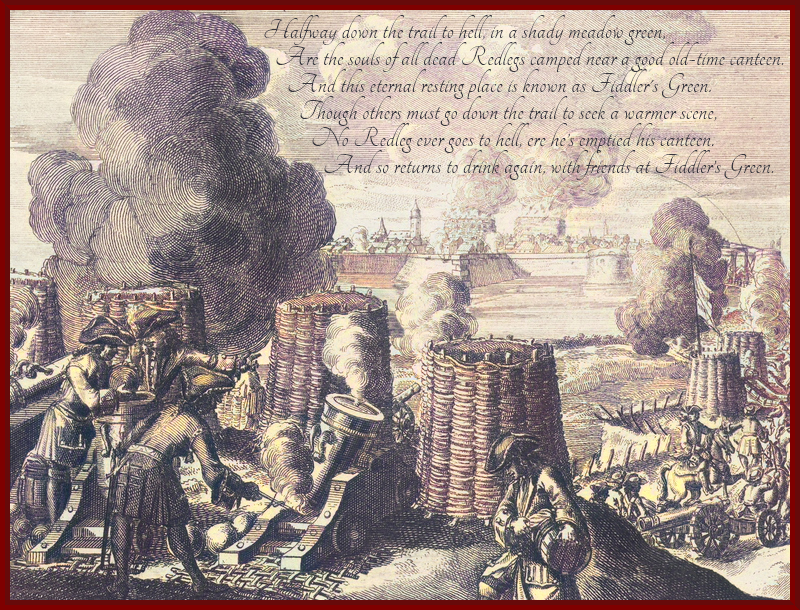 Halfway down the trail to hell, in a shady meadow green,
Are the souls of all dead Redlegs camped near a good old-time canteen.
And this eternal resting place is known as Fiddler's Green.
Though others must go down the trail to seek a warmer scene,
No Redleg ever goes to hell, ere he's emptied his canteen.
And so returns to drink again, with friends at Fiddler's Green.